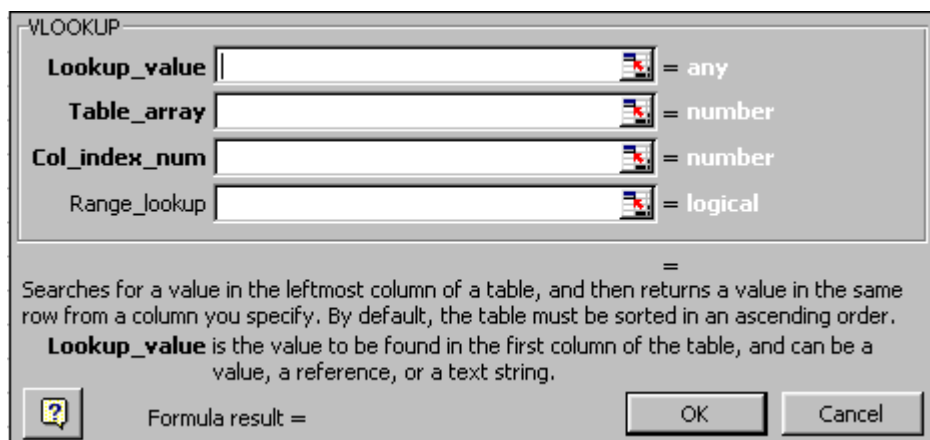 VLOOKUP
Lookup_value = any
Table_array = number
Col_index_num = number
Range_lookup = logical
=
Searches for a value in the leftmost column of a table, and then returns a value in the same
row from a column you specify. By default, the table must be sorted in an ascending order.
Lookup_value is the value to be found in the first column of the table, and can be a
value, a reference, or a text string.
? Formula result = OK Cancel